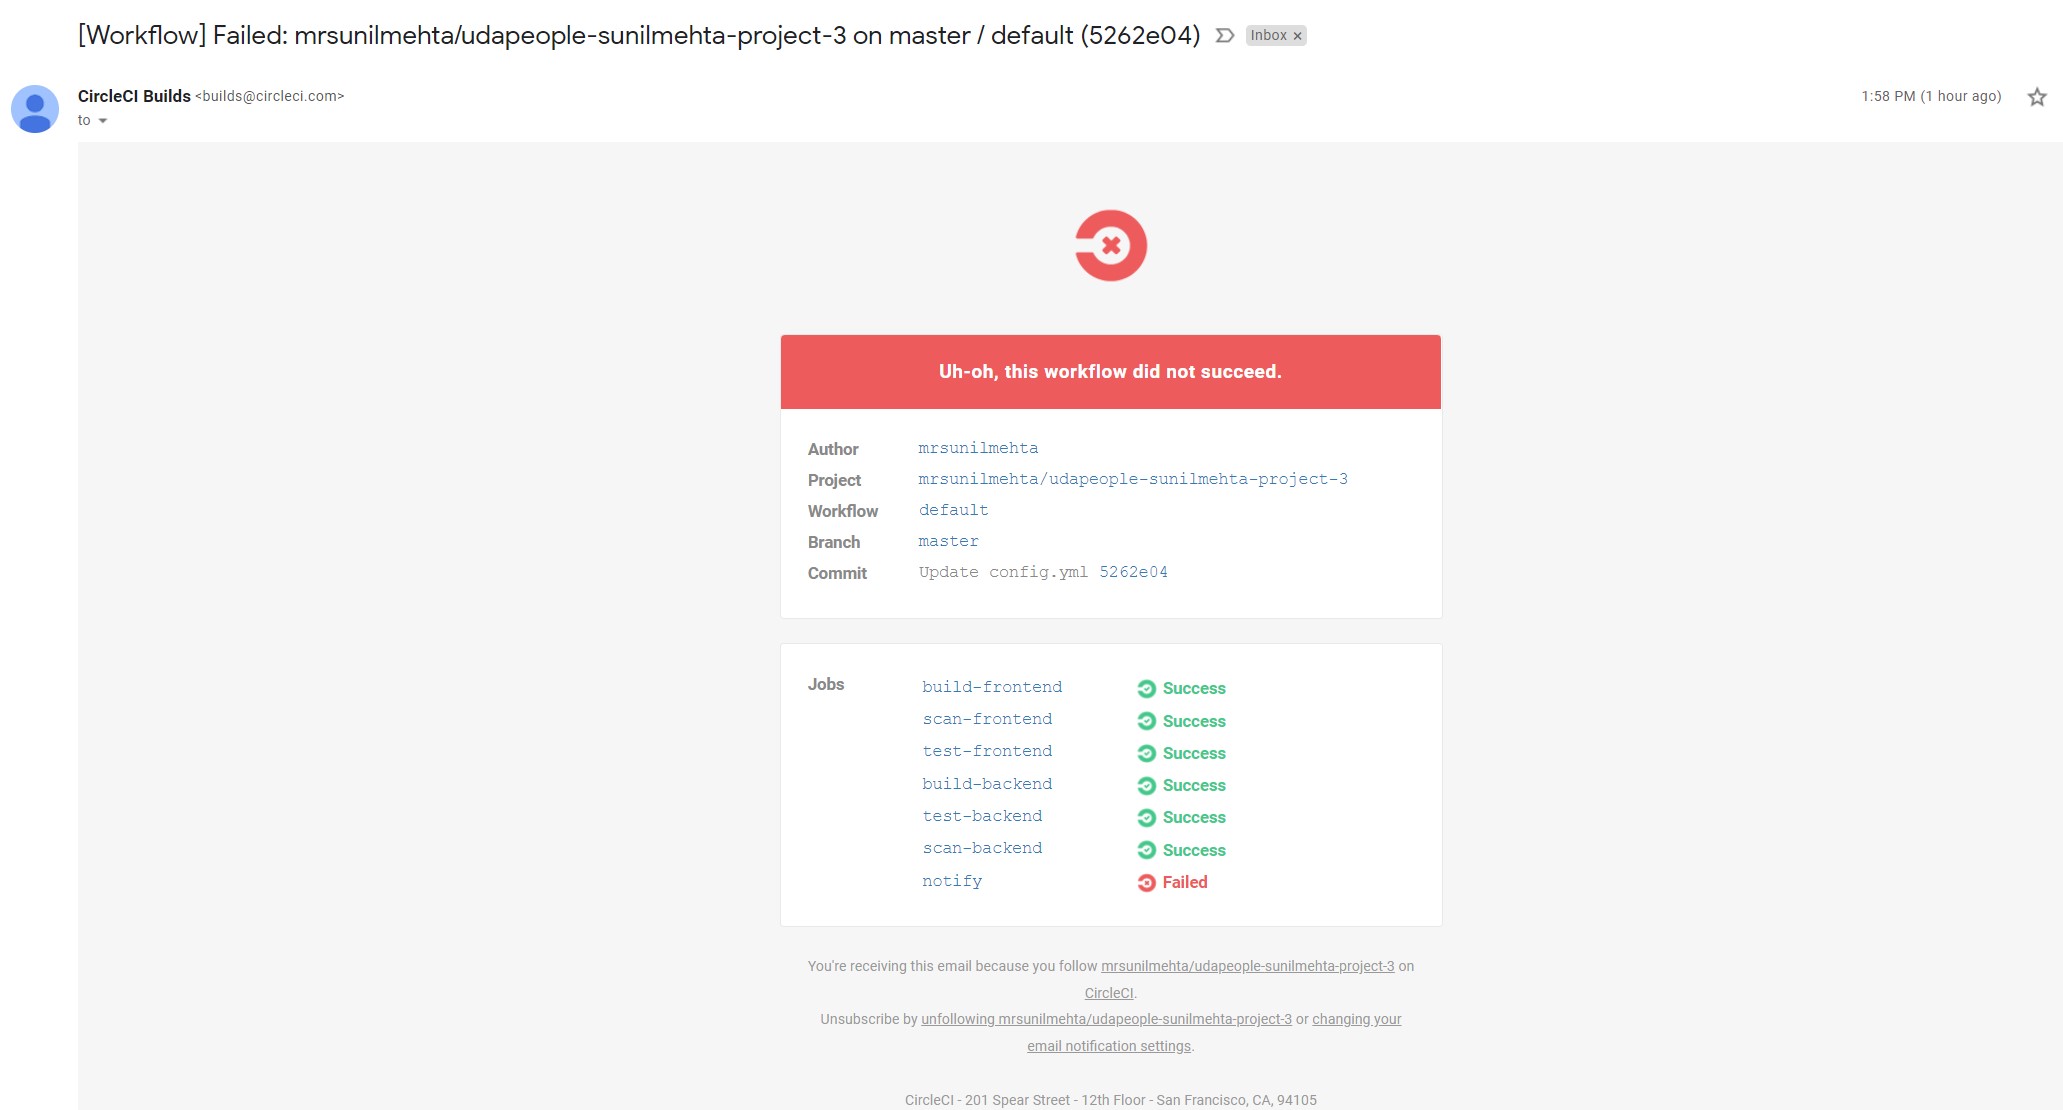 [Workflow] Failed: mrsunilmehta/udapeople-sunilmehta-project-3 on master / default (5262e04) Inbox ×
CircleCI Builds <builds@circleci.com> 1:58 PM (1 hour ago)
to
Uh-oh, this workflow did not succeed.
Author mrsunilmehta
Project mrsunilmehta/udapeople-sunilmehta-project-3
Workflow default
Branch master
Commit Update config.yml 5262e04
Jobs build-frontend Success
scan-frontend Success
test-frontend Success
build-backend Success
test-backend Success
scan-backend Success
notify Failed
You're receiving this email because you follow mrsunilmehta/udapeople-sunilmehta-project-3 on
CircleCI.
Unsubscribe by unfollowing mrsunilmehta/udapeople-sunilmehta-project-3 or changing your
email notification settings.
CircleCI - 201 Spear Street - 12th Floor - San Francisco, CA, 94105